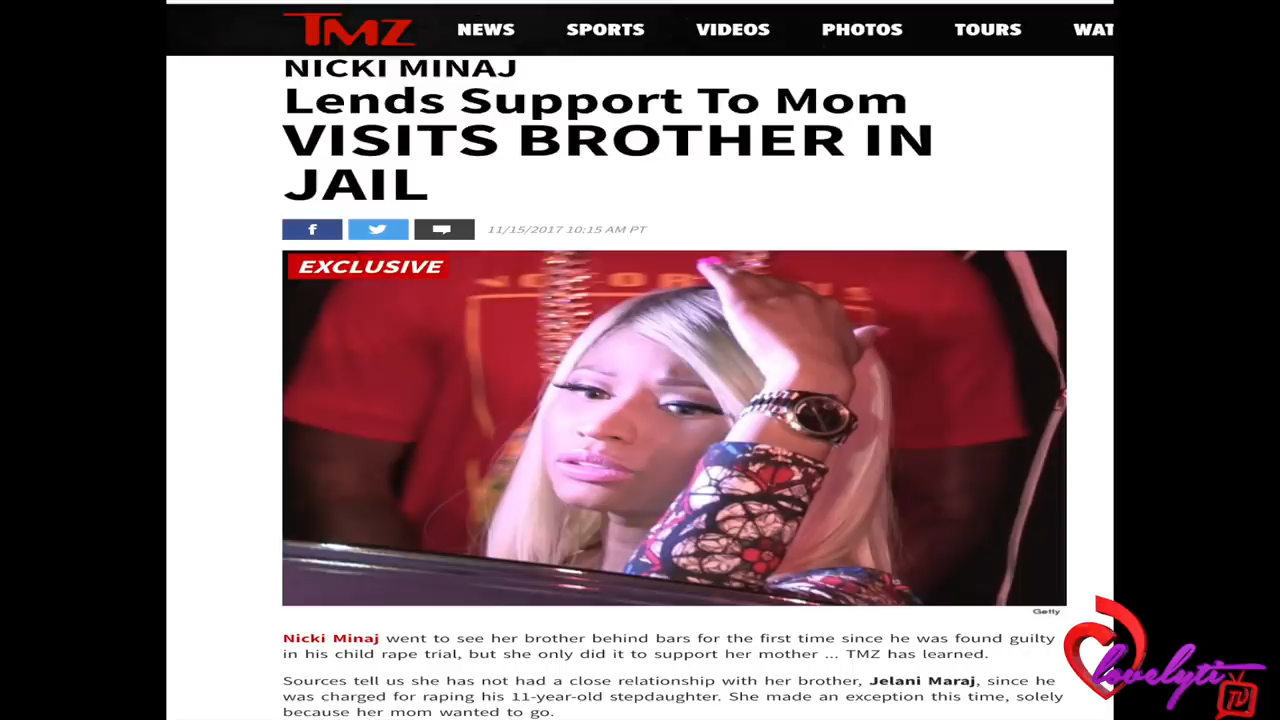 TMZ NEWS SPORTS VIDEOS PHOTOS TOURS WAT
NICKI MINAJ
Lends Support To Mom
VISITS BROTHER IN
JAIL
f
11/15/2017 10:15 AM PT
EXCLUSIVE
NOTORIOUS
Getty
Nicki Minaj went to see her brother behind bars for the first time since he was found guilty
in his child rape trial, but she only did it to support her mother ... TMZ has learned.
Sources tell us she has not had a close relationship with her brother, Jelani Maraj, since he
was charged for raping his 11-year-old stepdaughter. She made an exception this time, solely
because her mom wanted to go.
lovelyti
TV